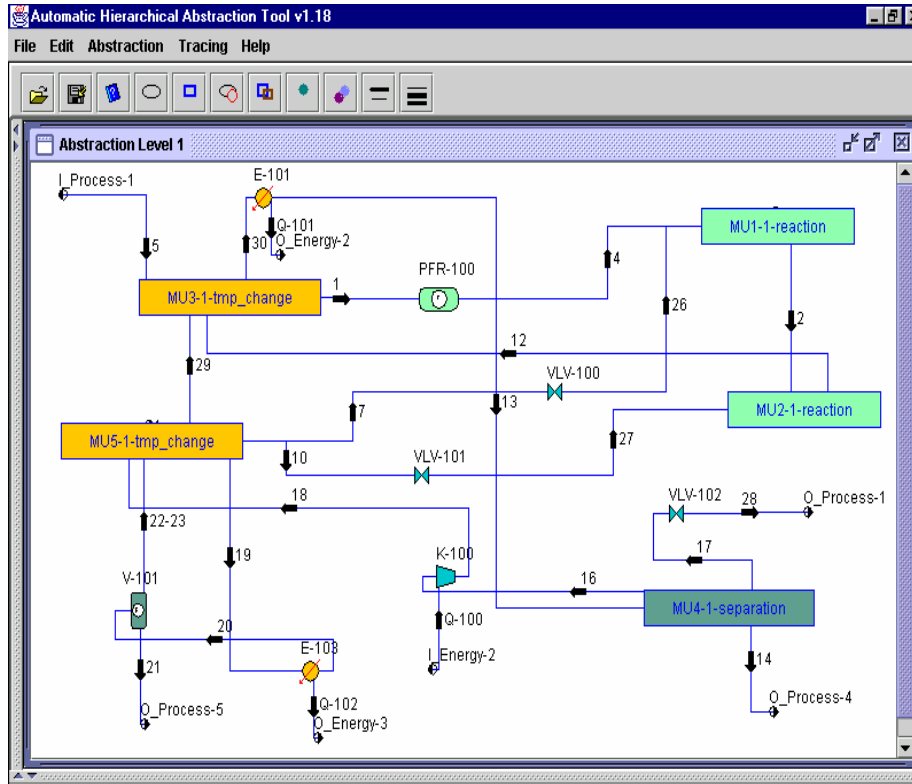 Automatic Hierarchical Abstraction Tool v1.18
File Edit Abstraction Tracing Help
Abstraction Level 1
I_Process-1
E-101
5
30
Q-101
O_Energy-2
MU3-1-tmp_change
1
PFR-100
4
MU1-1-reaction
26
2
12
29
VLV-100
7
13
MU2-1-reaction
MU5-1-tmp_change
10
VLV-101
27
18
22-23
19
VLV-102
28
O_Process-1
17
K-100
16
V-101
MU4-1-separation
Q-100
20
21
E-103
I_Energy-2
14
Q-102
O_Process-5
O_Energy-3
O_Process-4